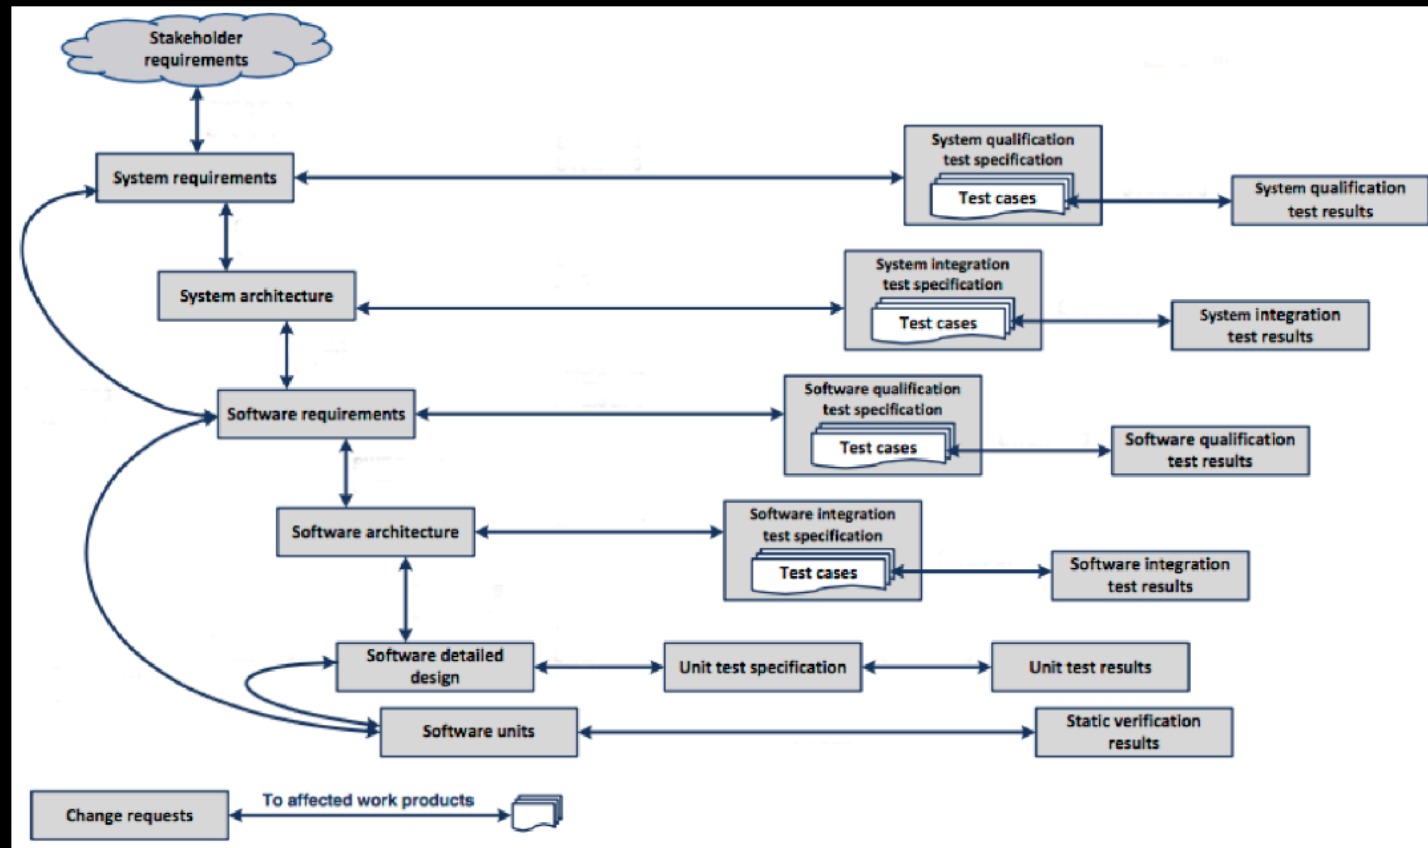 Stakeholder
requirements
System requirements
System qualification
test specification
Test cases
System qualification
test results
System architecture
System integration
test specification
Test cases
System integration
test results
Software requirements
Software qualification
test specification
Test cases
Software qualification
test results
Software architecture
Software integration
test specification
Test cases
Software integration
test results
Software detailed
design
Unit test specification
Unit test results
Software units
Static verification
results
Change requests
To affected work products